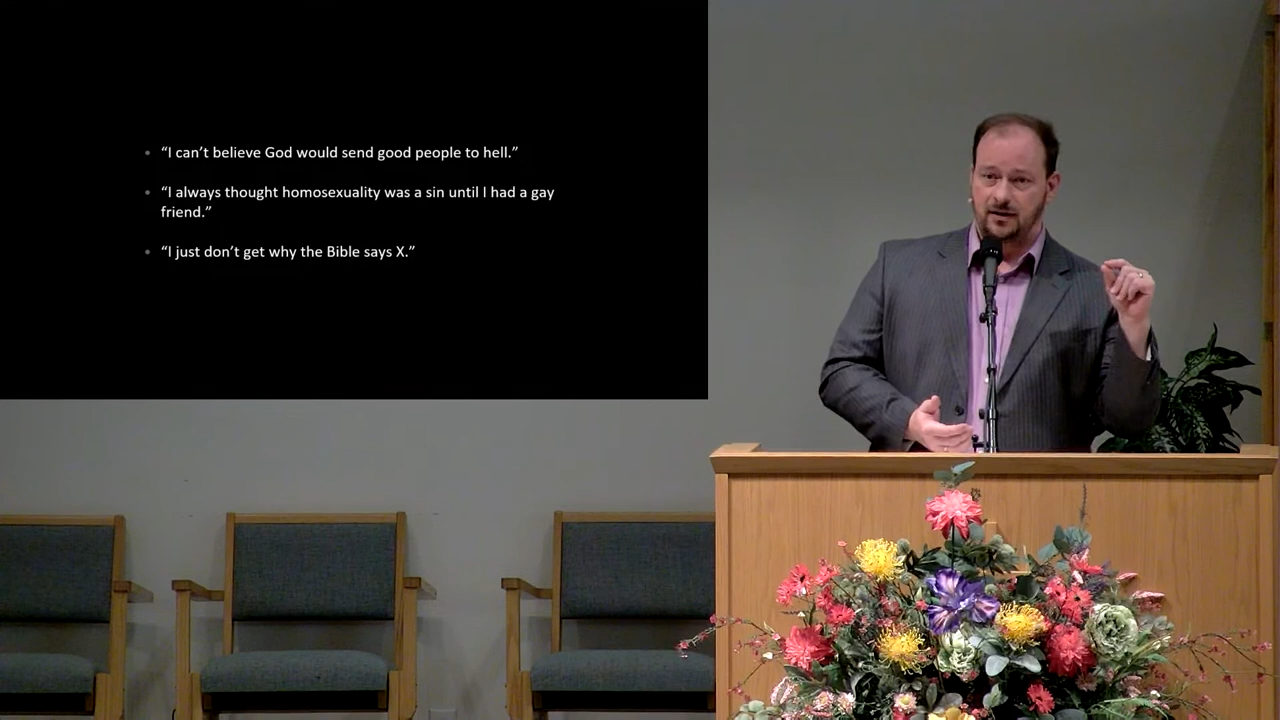 • “I can’t believe God would send good people to hell.”
• “I always thought homosexuality was a sin until I had a gay
friend.”
• “I just don’t get why the Bible says X.”